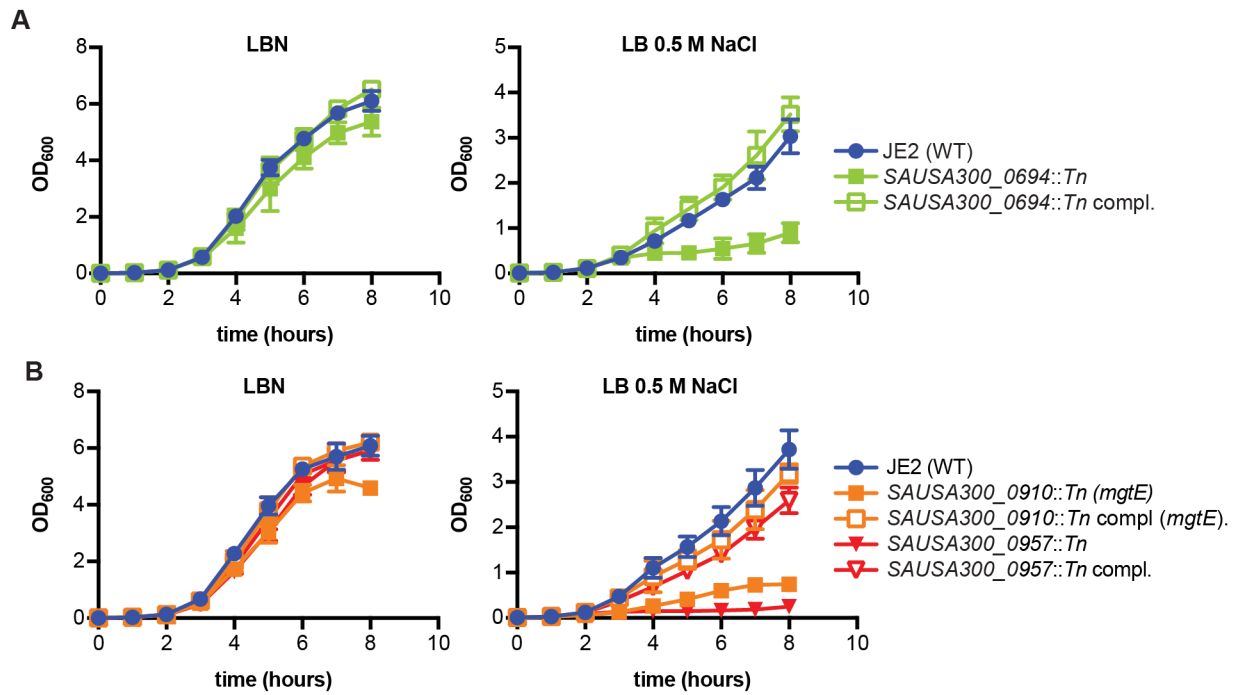 A
LBN
8
6
4
2
0
OD600
0 2 4 6 8 10
time (hours)
LB 0.5 M NaCl
5
4
3
2
1
0
OD600
0 2 4 6 8 10
time (hours)
JE2 (WT)
SAUSA300_0694::Tn
SAUSA300_0694::Tn compl.
B
LBN
8
6
4
2
0
OD600
0 2 4 6 8 10
time (hours)
LB 0.5 M NaCl
5
4
3
2
1
0
OD600
0 2 4 6 8 10
time (hours)
JE2 (WT)
SAUSA300_0910::Tn (mgtE)
SAUSA300_0910::Tn compl (mgtE).
SAUSA300_0957::Tn
SAUSA300_0957::Tn compl.